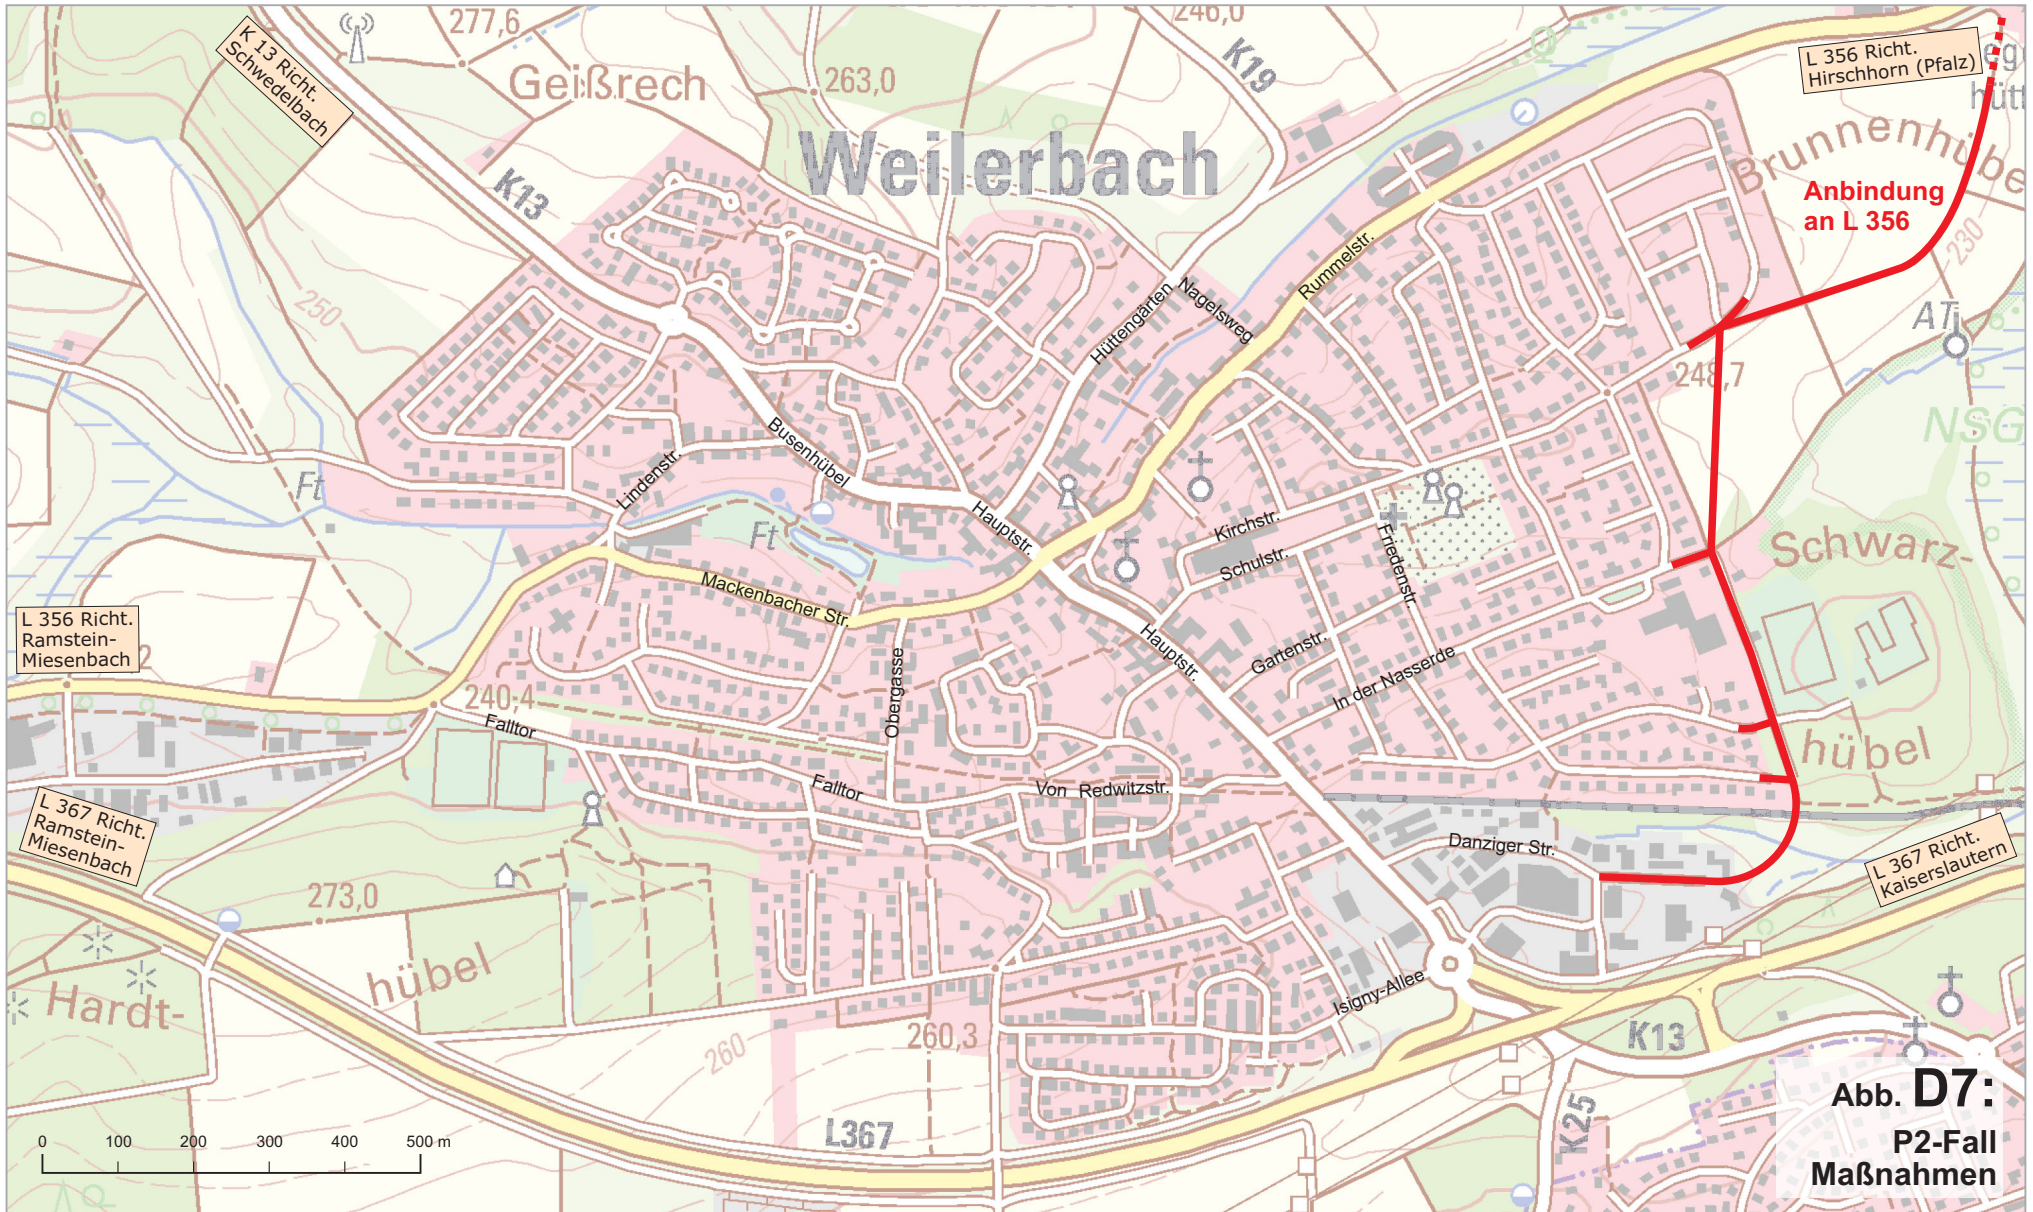 277,6
246,0
K 13 Richt.
Schwedelbach
Geißrech
263,0
K19
L 356 Richt.
Hirschhorn (Pfalz)
Weilerbach
Brunnenhübe
K13
Anbindung
an L 356
230
250
Rummelstr.
Nagelsweg
Hüttengärten
AT
248,7
NSG
Busenhübel
Lindenstr.
Ft
Ft
Hauptstr.
Kirchstr.
Schulstr.
Friedenstr.
Schwarz-
hübel
Mackenbacher Str.
L 356 Richt.
Ramstein-
Miesenbach
2
Hauptstr.
Gartenstr.
In der Nasserde
Obergasse
240,4
Falltor
Falltor
Von Redwitzstr.
L 367 Richt.
Ramstein-
Miesenbach
Danziger Str.
L 367 Richt.
Kaiserslautern
273,0
Hardt-
hübel
Isigny-Allee
260,3
260
K13
K25
L367
0 100 200 300 400 500 m
Abb. D7:
P2-Fall
Maßnahmen